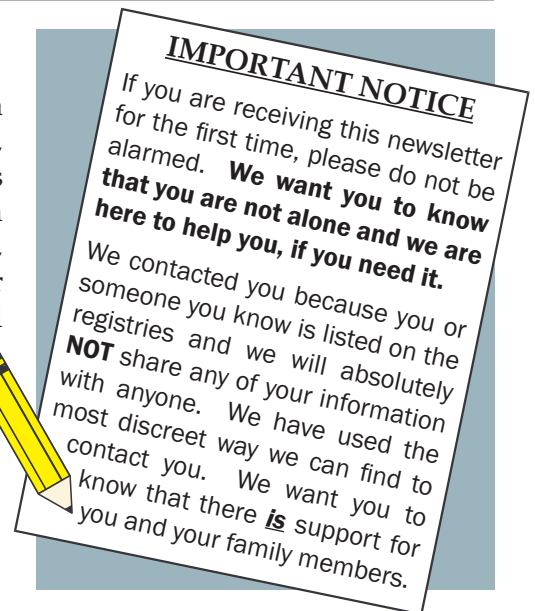 IMPORTANT NOTICE
If you are receiving this newsletter
for the first time, please do not be
alarmed. We want you to know
that you are not alone and we are
here to help you, if you need it.
We contacted you because you or
someone you know is listed on the
registries and we will absolutely
NOT share any of your information
with anyone. We have used the
most discreet way we can find to
contact you. We want you to
know that there is support for
you and your family members.